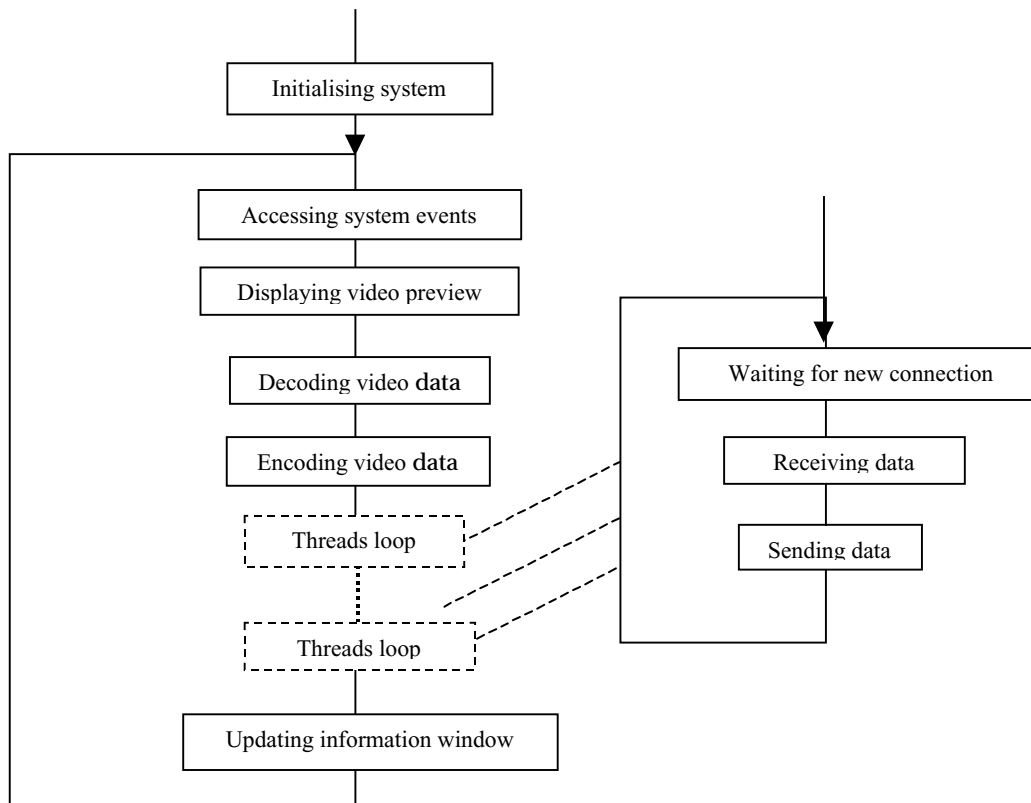 Initialising system
Accessing system events
Displaying video preview
Decoding video data
Encoding video data
Threads loop
Threads loop
Updating information window
Waiting for new connection
Receiving data
Sending data